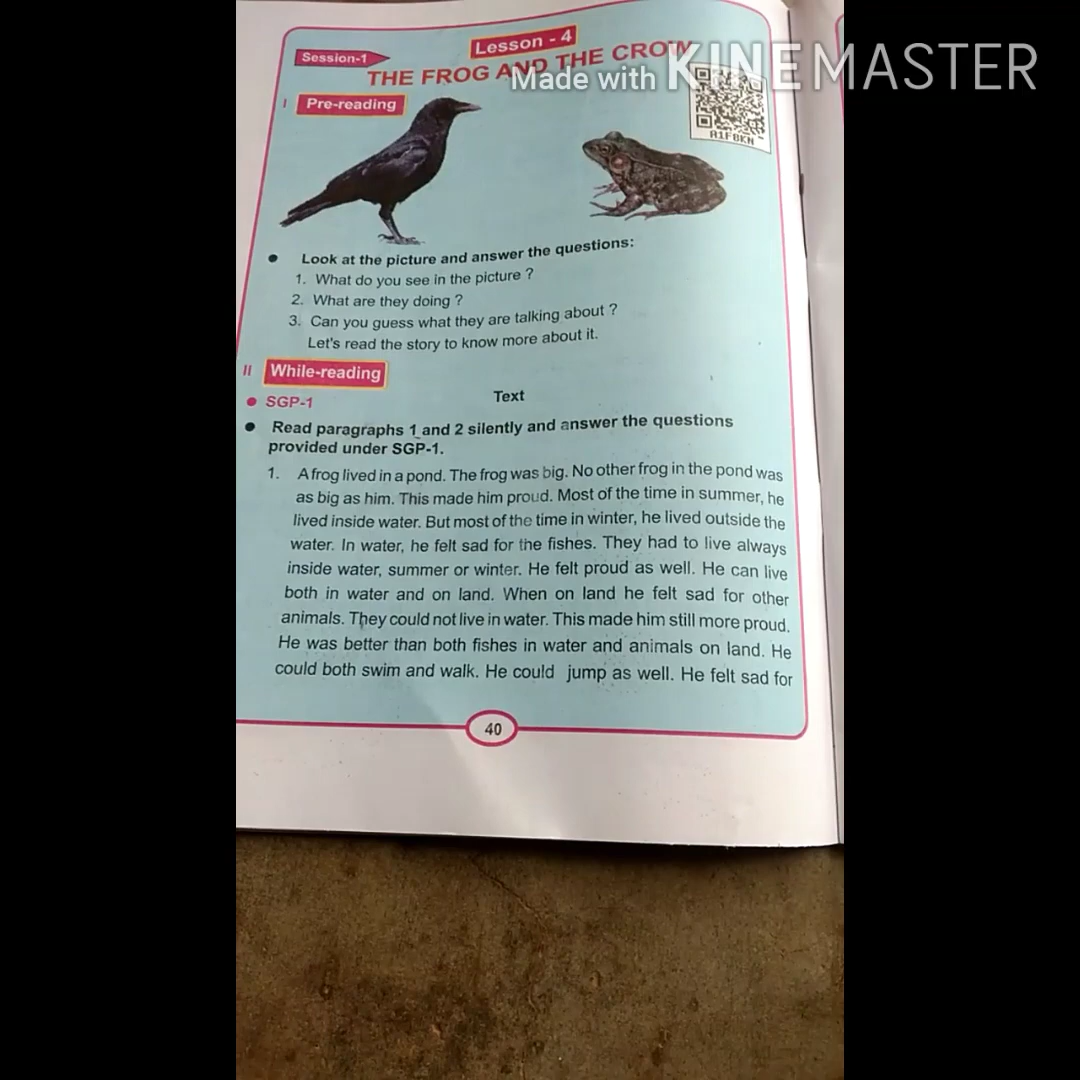 Lesson - 4
Session-1
THE FROG AND THE CROW
Made with KINEMASTER
I Pre-reading
A1F8KN
● Look at the picture and answer the questions:
1. What do you see in the picture ?
2. What are they doing ?
3. Can you guess what they are talking about ?
Let's read the story to know more about it.
II While-reading
Text
● SGP-1
● Read paragraphs 1 and 2 silently and answer the questions
provided under SGP-1.
1. A frog lived in a pond. The frog was big. No other frog in the pond was
as big as him. This made him proud. Most of the time in summer, he
lived inside water. But most of the time in winter, he lived outside the
water. In water, he felt sad for the fishes. They had to live always
inside water, summer or winter. He felt proud as well. He can live
both in water and on land. When on land he felt sad for other
animals. They could not live in water. This made him still more proud.
He was better than both fishes in water and animals on land. He
could both swim and walk. He could jump as well. He felt sad for
40